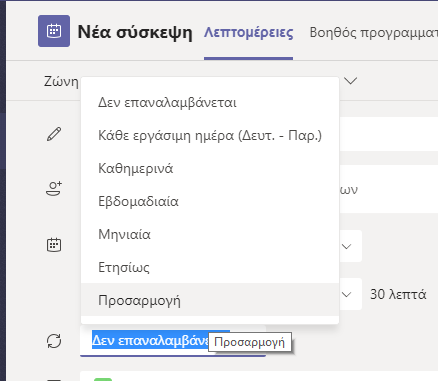 Νέα σύσκεψη Λεπτομέρειες Βοηθός προγραμματ
Ζώνη
Δεν επαναλαμβάνεται
Κάθε εργάσιμη ημέρα (Δευτ. - Παρ.)
Καθημερινά
Εβδομαδιαία
Μηνιαία
Ετησίως
Προσαρμογή
ων
30 λεπτά
Δεν επαναλαμβάνε
Προσαρμογή